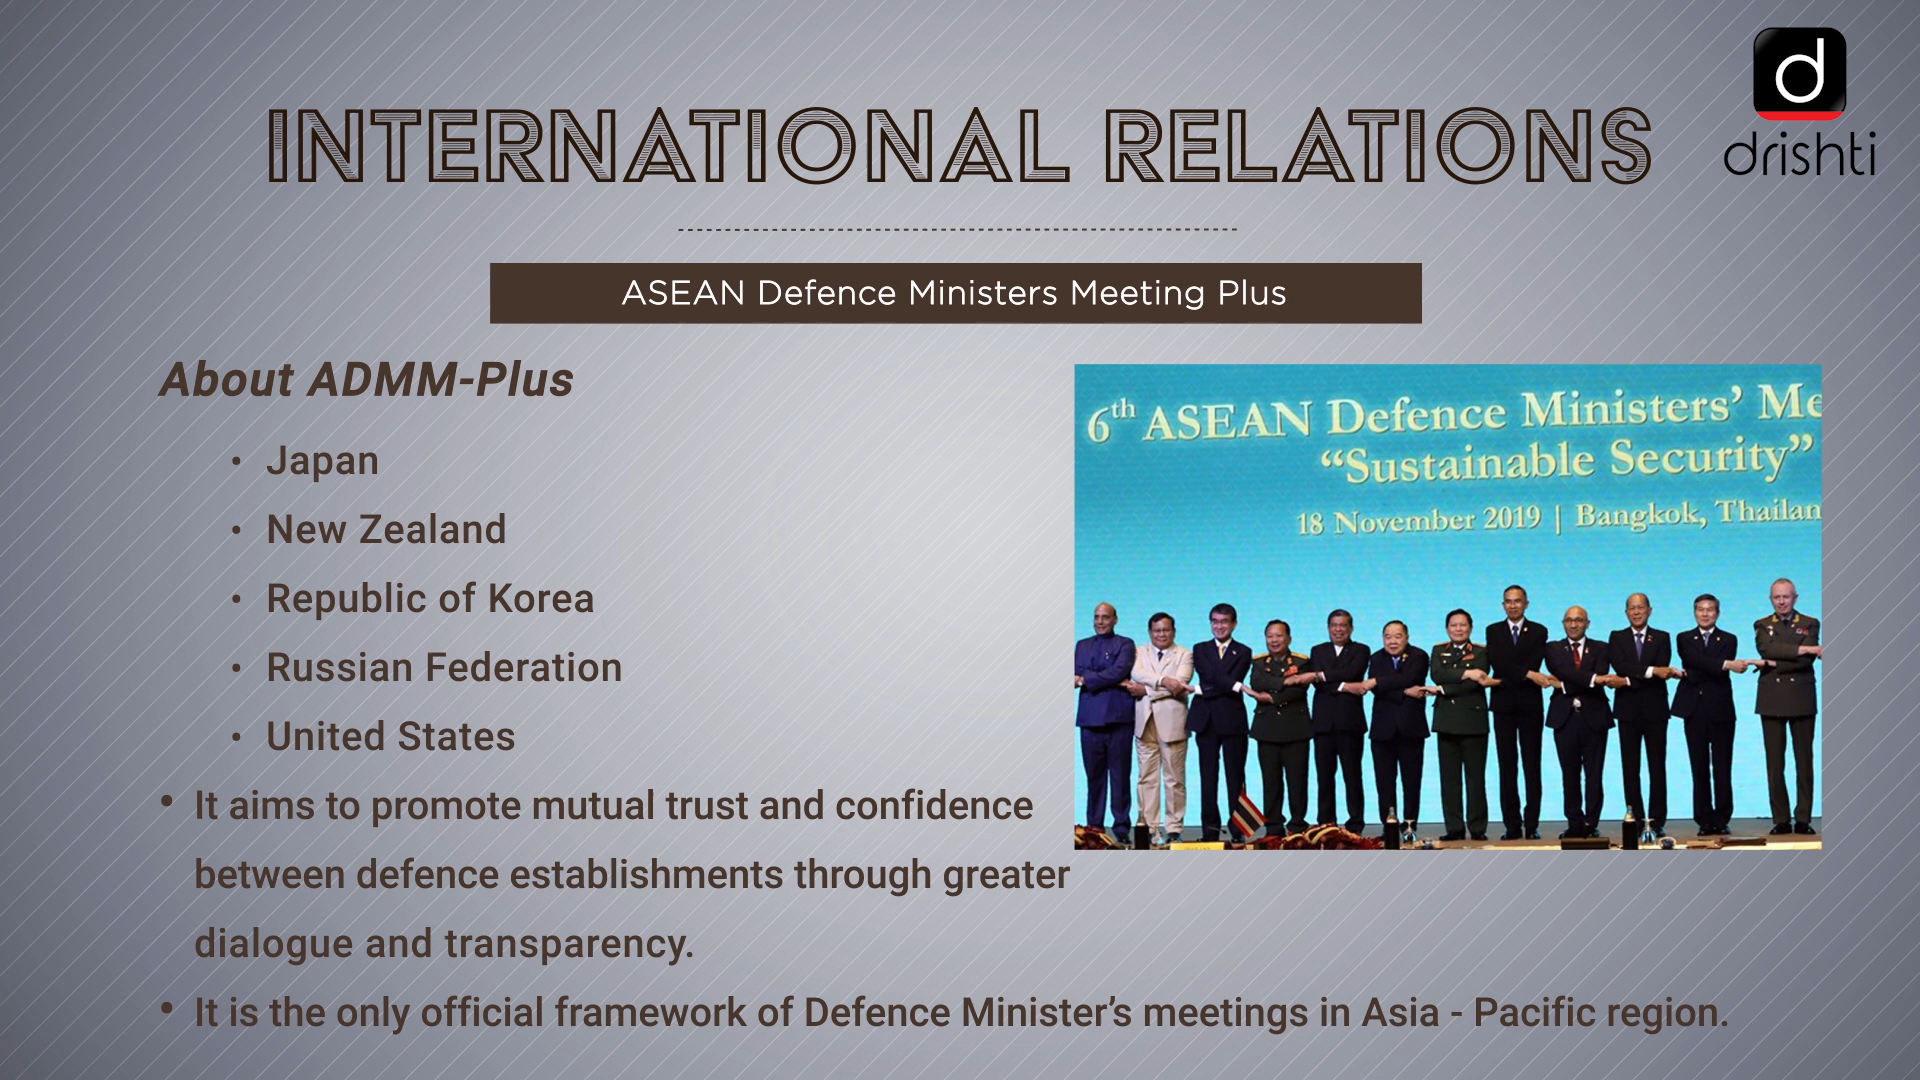 d
drishti
INTERNATIONAL RELATIONS
ASEAN Defence Ministers Meeting Plus
About ADMM-Plus
• Japan
• New Zealand
• Republic of Korea
• Russian Federation
• United States
• It aims to promote mutual trust and confidence
between defence establishments through greater
dialogue and transparency.
• It is the only official framework of Defence Minister’s meetings in Asia - Pacific region.
6th ASEAN Defence Ministers’ Me
“Sustainable Security”
18 November 2019 | Bangkok, Thailan